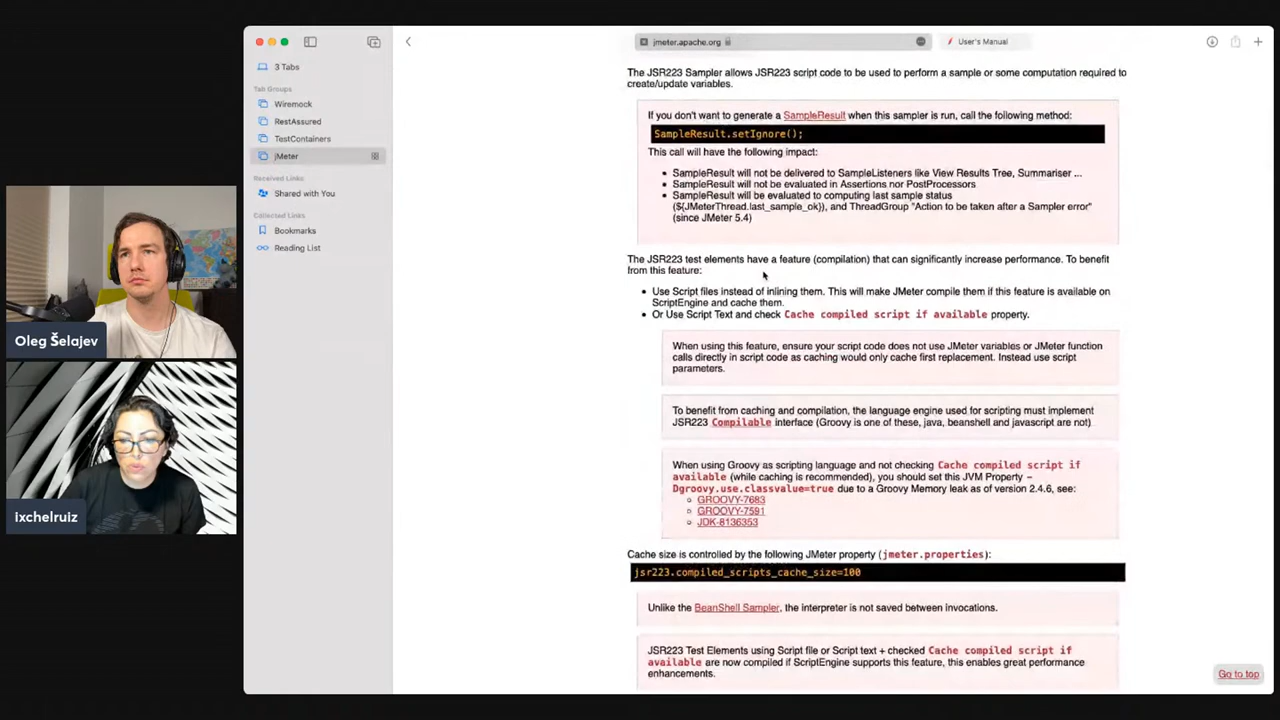 jmeter.apache.org
User's Manual
3 Tabs
Tab Groups
Wiremock
RestAssured
TestContainers
jMeter
Received Links
Shared with You
Collected Links
Bookmarks
Reading List
Oleg Šelajev
ixchelruiz
The JSR223 Sampler allows JSR223 script code to be used to perform a sample or some computation required to
create/update variables.
If you don't want to generate a SampleResult when this sampler is run, call the following method:
SampleResult.setIgnore();
This call will have the following impact:
• SampleResult will not be delivered to SampleListeners like View Results Tree, Summariser ...
• SampleResult will not be evaluated in Assertions nor PostProcessors
• SampleResult will be evaluated to computing last sample status
(${JMeterThread.last_sample_ok}), and ThreadGroup "Action to be taken after a Sampler error"
(since JMeter 5.4)
The JSR223 test elements have a feature (compilation) that can significantly increase performance. To benefit
from this feature:
• Use Script files instead of inlining them. This will make JMeter compile them if this feature is available on
ScriptEngine and cache them.
• Or Use Script Text and check Cache compiled script if available property.
When using this feature, ensure your script code does not use JMeter variables or JMeter function
calls directly in script code as caching would only cache first replacement. Instead use script
parameters.
To benefit from caching and compilation, the language engine used for scripting must implement
JSR223 Compilable interface (Groovy is one of these, java, beanshell and javascript are not)
When using Groovy as scripting language and not checking Cache compiled script if
available (while caching is recommended), you should set this JVM Property -
Dgroovy.use.classvalue=true due to a Groovy Memory leak as of version 2.4.6, see:
GROOVY-7683
GROOVY-7591
JDK-8136353
Cache size is controlled by the following JMeter property (jmeter.properties):
jsr223.compiled_scripts_cache_size=100
Unlike the BeanShell Sampler, the interpreter is not saved between invocations.
JSR223 Test Elements using Script file or Script text + checked Cache compiled script if
available are now compiled if ScriptEngine supports this feature, this enables great performance
enhancements.
Go to top